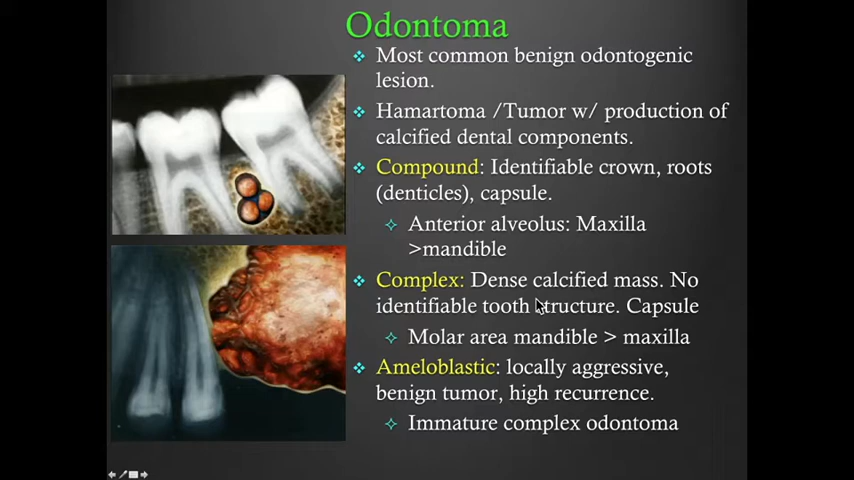 Odontoma
❖ Most common benign odontogenic
lesion.
❖ Hamartoma /Tumor w/ production of
calcified dental components.
❖ Compound: Identifiable crown, roots
(denticles), capsule.
✧ Anterior alveolus: Maxilla
>mandible
❖ Complex: Dense calcified mass. No
identifiable tooth structure. Capsule
✧ Molar area mandible > maxilla
❖ Ameloblastic: locally aggressive,
benign tumor, high recurrence.
✧ Immature complex odontoma